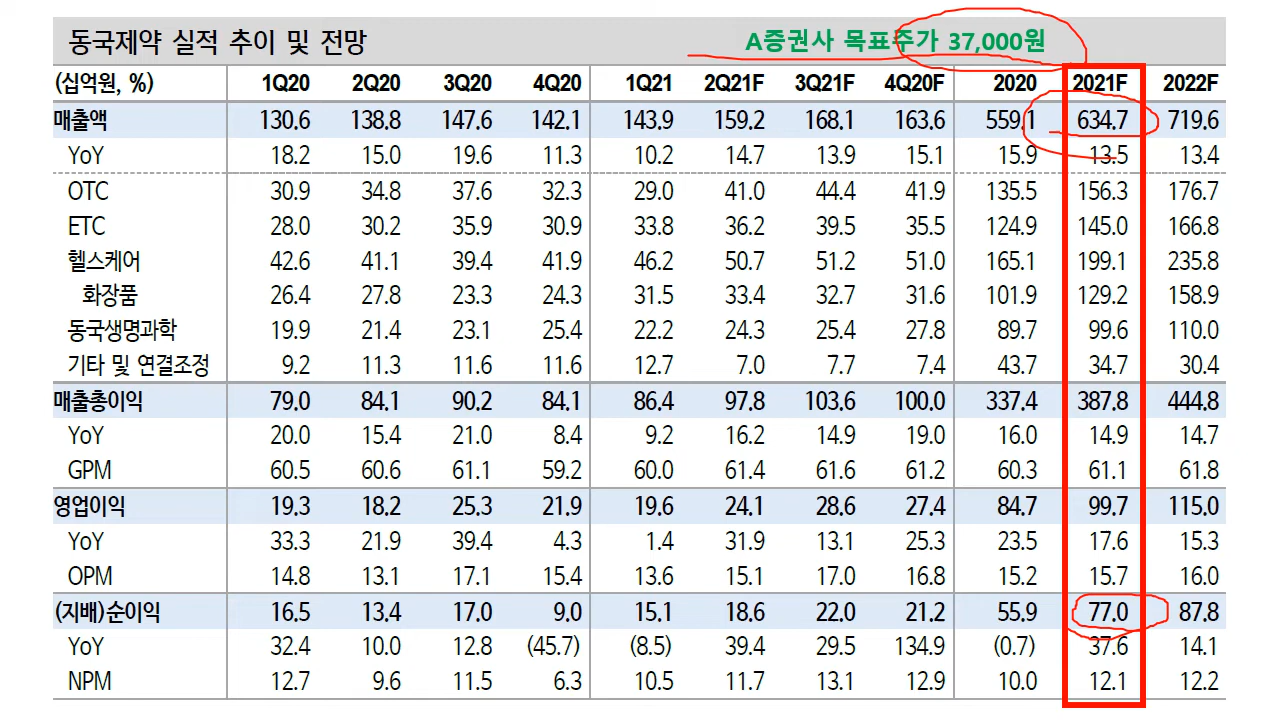 동국제약 실적 추이 및 전망 A증권사 목표주가 37,000원
(십억원, %) 1Q20 2Q20 3Q20 4Q20 1Q21 2Q21F 3Q21F 4Q20F 2020 2021F 2022F
매출액 130.6 138.8 147.6 142.1 143.9 159.2 168.1 163.6 559.1 634.7 719.6
YoY 18.2 15.0 19.6 11.3 10.2 14.7 13.9 15.1 15.9 13.5 13.4
OTC 30.9 34.8 37.6 32.3 29.0 41.0 44.4 41.9 135.5 156.3 176.7
ETC 28.0 30.2 35.9 30.9 33.8 36.2 39.5 35.5 124.9 145.0 166.8
헬스케어 42.6 41.1 39.4 41.9 46.2 50.7 51.2 51.0 165.1 199.1 235.8
화장품 26.4 27.8 23.3 24.3 31.5 33.4 32.7 31.6 101.9 129.2 158.9
동국생명과학 19.9 21.4 23.1 25.4 22.2 24.3 25.4 27.8 89.7 99.6 110.0
기타 및 연결조정 9.2 11.3 11.6 11.6 12.7 7.0 7.7 7.4 43.7 34.7 30.4
매출총이익 79.0 84.1 90.2 84.1 86.4 97.8 103.6 100.0 337.4 387.8 444.8
YoY 20.0 15.4 21.0 8.4 9.2 16.2 14.9 19.0 16.0 14.9 14.7
GPM 60.5 60.6 61.1 59.2 60.0 61.4 61.6 61.2 60.3 61.1 61.8
영업이익 19.3 18.2 25.3 21.9 19.6 24.1 28.6 27.4 84.7 99.7 115.0
YoY 33.3 21.9 39.4 4.3 1.4 31.9 13.1 25.3 23.5 17.6 15.3
OPM 14.8 13.1 17.1 15.4 13.6 15.1 17.0 16.8 15.2 15.7 16.0
(지배)순이익 16.5 13.4 17.0 9.0 15.1 18.6 22.0 21.2 55.9 77.0 87.8
YoY 32.4 10.0 12.8 (45.7) (8.5) 39.4 29.5 134.9 (0.7) 37.6 14.1
NPM 12.7 9.6 11.5 6.3 10.5 11.7 13.1 12.9 10.0 12.1 12.2